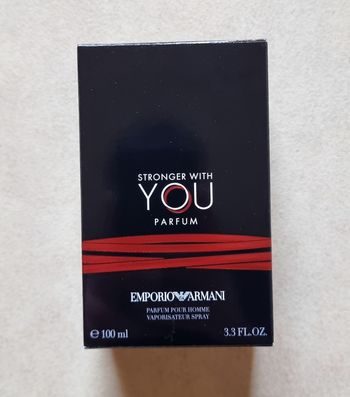 STRONGER WITH
YOU
PARFUM
EMPORIO ARMANI
PARFUM POUR HOMME
VAPORISATEUR SPRAY
℮ 100 ml 3.3 FL.OZ.